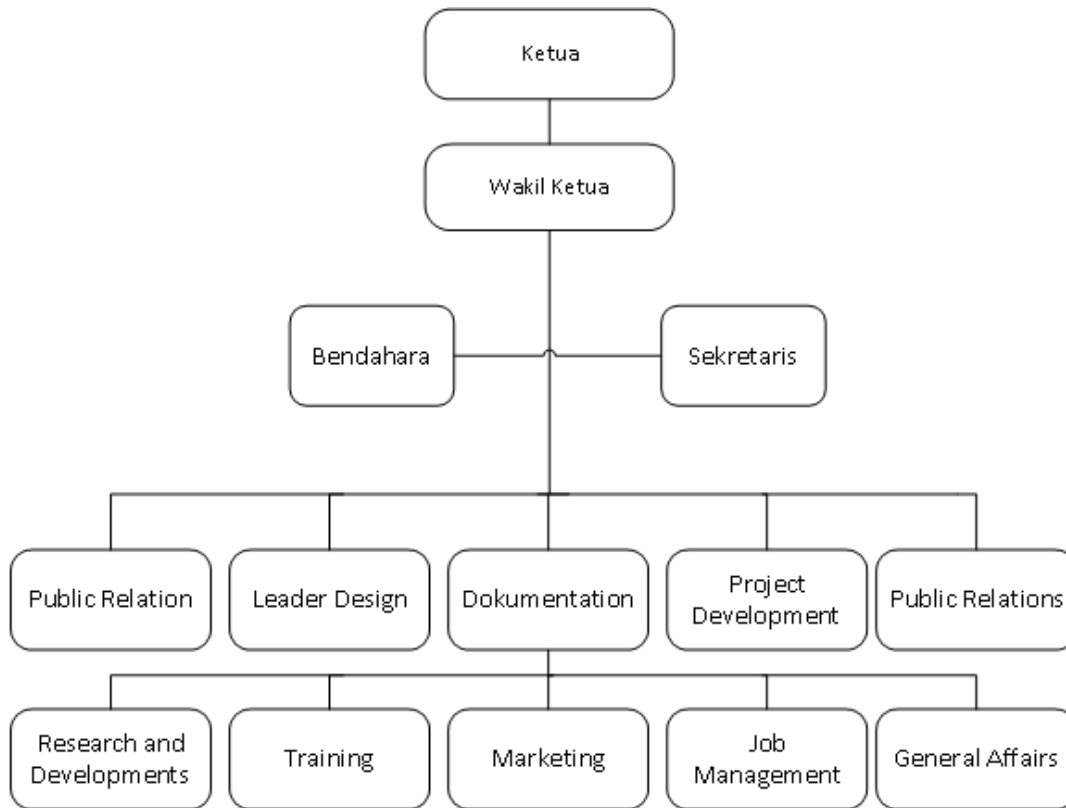 Ketua
Wakil Ketua
Bendahara
Sekretaris
Public Relation
Leader Design
Dokumentation
Project
Development
Public Relations
Research and
Developments
Training
Marketing
Job
Management
General Affairs